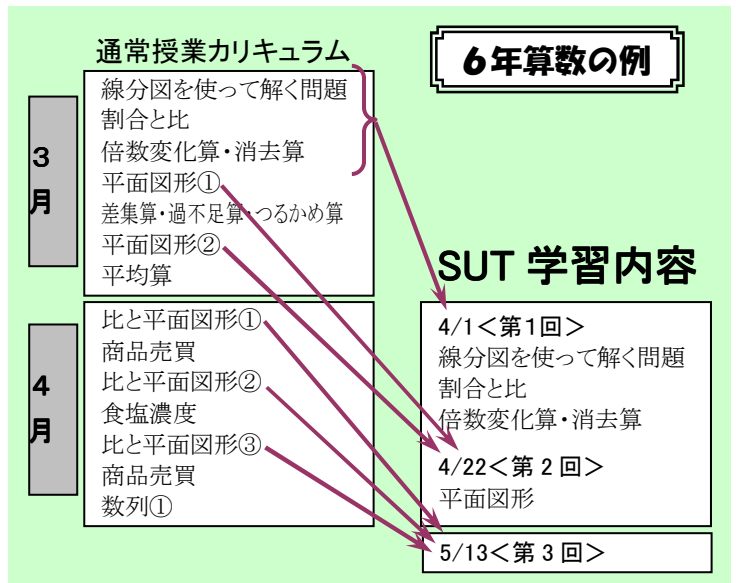 通常授業カリキュラム
6年算数の例
3月
線分図を使って解く問題
割合と比
倍数変化算・消去算
平面図形①
差集算・過不足算・つるかめ算
平面図形②
平均算
4月
比と平面図形①
商品売買
比と平面図形②
食塩濃度
比と平面図形③
商品売買
数列①
SUT 学習内容
4/1<第1回>
線分図を使って解く問題
割合と比
倍数変化算・消去算
4/22<第2回>
平面図形
5/13<第3回>